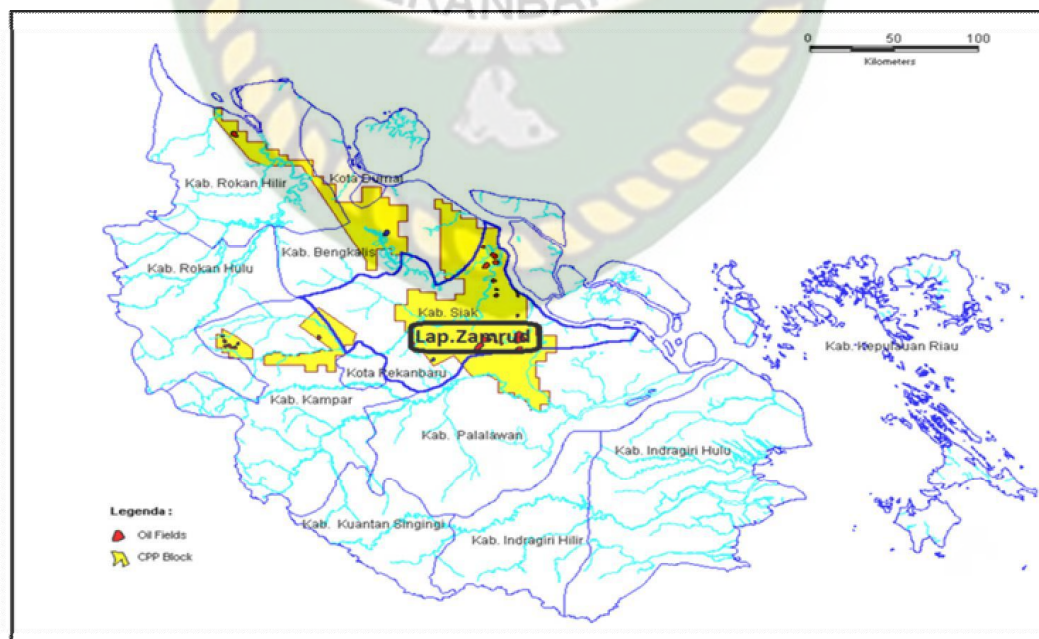 0 50 100
Kilometers
Kab. Rokan Hilir
Kota Dumai
Kab. Bengkalis
Kab. Rokan Hulu
Kab. Siak
Lap.Zamrud
Kab. Kepulauan Riau
Kota Pekanbaru
Kab. Kampar
Kab. Palalawan
Kab. Indragiri Hulu
Legenda :
Oil Fields
CPP Block
Kab. Kuantan Singingi
Kab. Indragiri Hilir